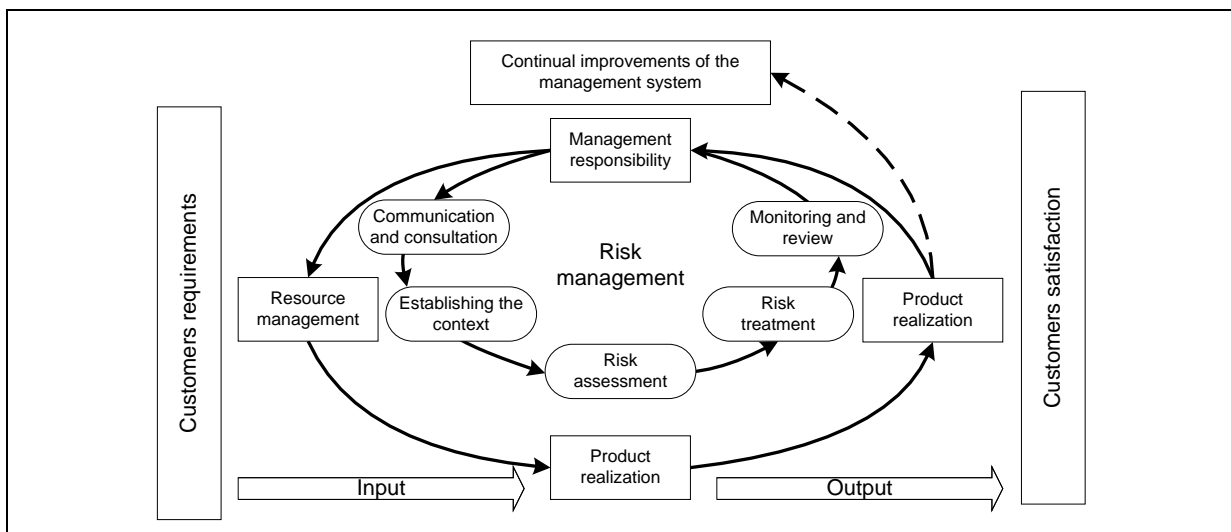 Continual improvements of the
management system
Customers requirements
Customers satisfaction
Management
responsibility
Communication
and consultation
Monitoring and
review
Risk
management
Resource
management
Establishing the
context
Risk
treatment
Product
realization
Risk
assessment
Product
realization
Input
Output